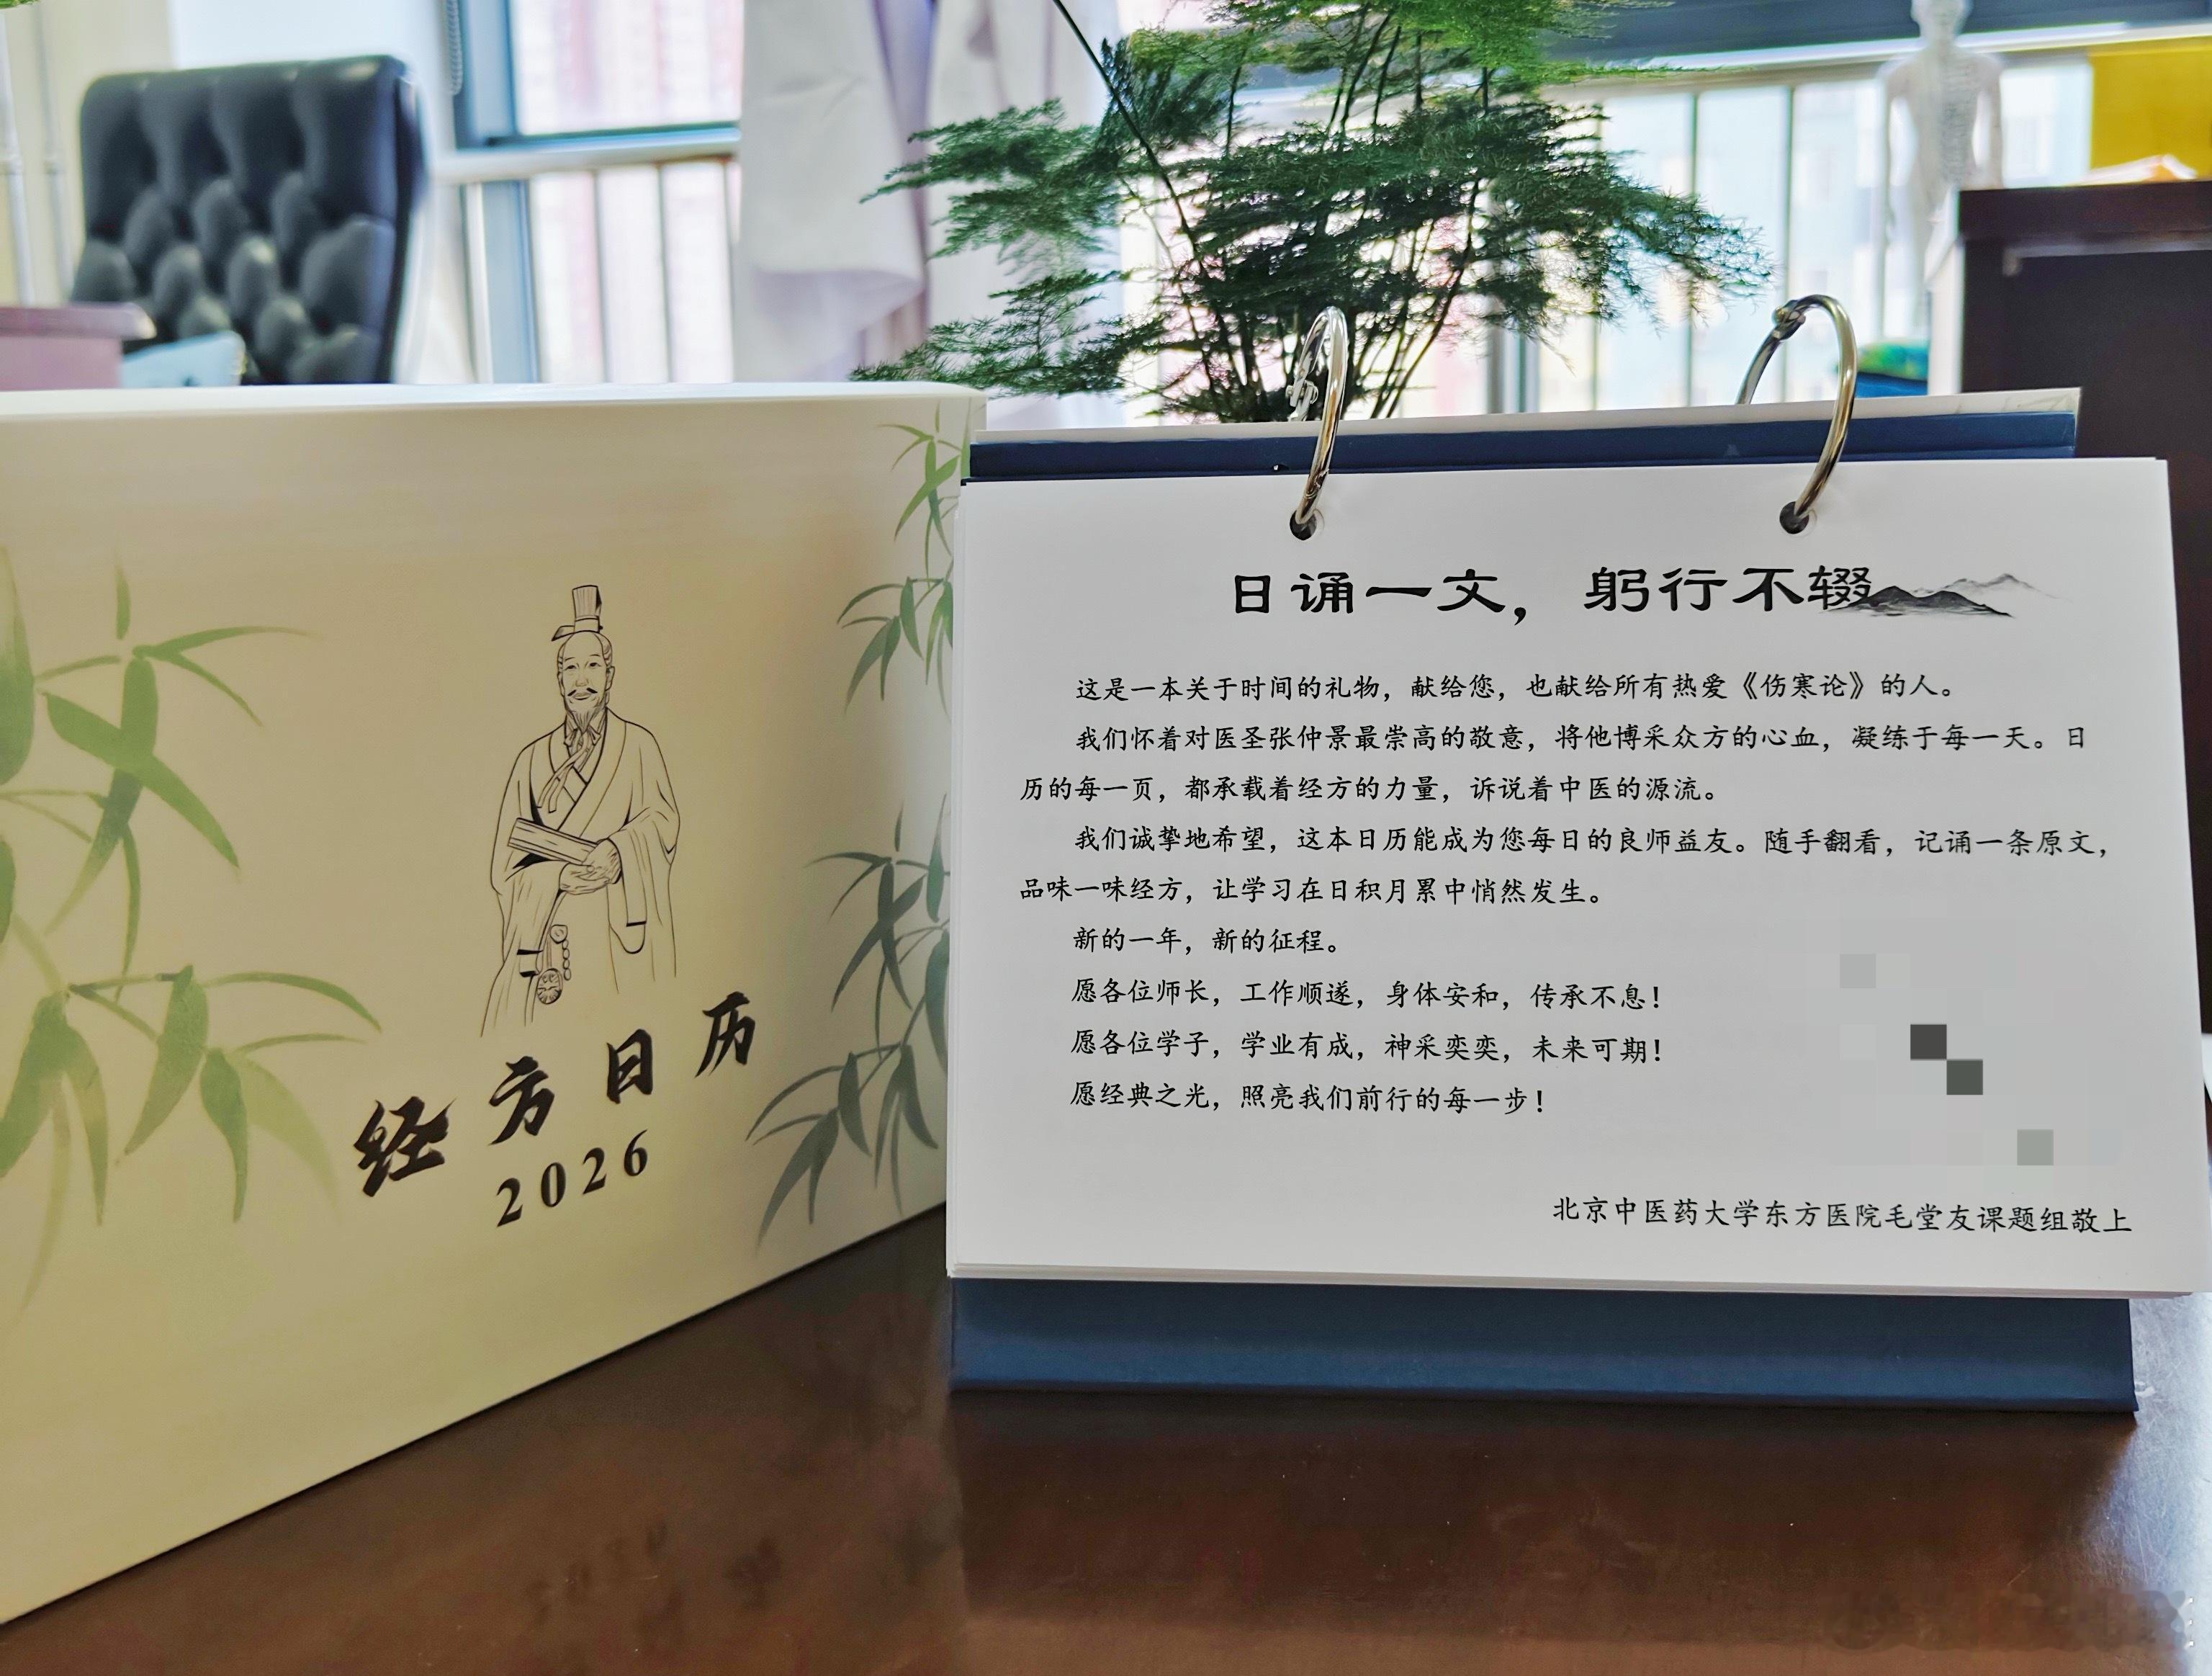 经方日历
2026
日诵一文，躬行不辍
这是一本关于时间的礼物，献给您，也献给所有热爱《伤寒论》的人。
我们怀着对医圣张仲景最崇高的敬意，将他博采众方的心血，凝练于每一天。日
历的每一页，都承载着经方的力量，诉说着中医的源流。
我们诚挚地希望，这本日历能成为您每日的良师益友。随手翻看，记诵一条原文，
品味一味经方，让学习在日积月累中悄然发生。
新的一年，新的征程。
愿各位师长，工作顺遂，身体安和，传承不息！
愿各位学子，学业有成，神采奕奕，未来可期！
愿经典之光，照亮我们前行的每一步！
北京中医药大学东方医院毛堂友课题组敬上